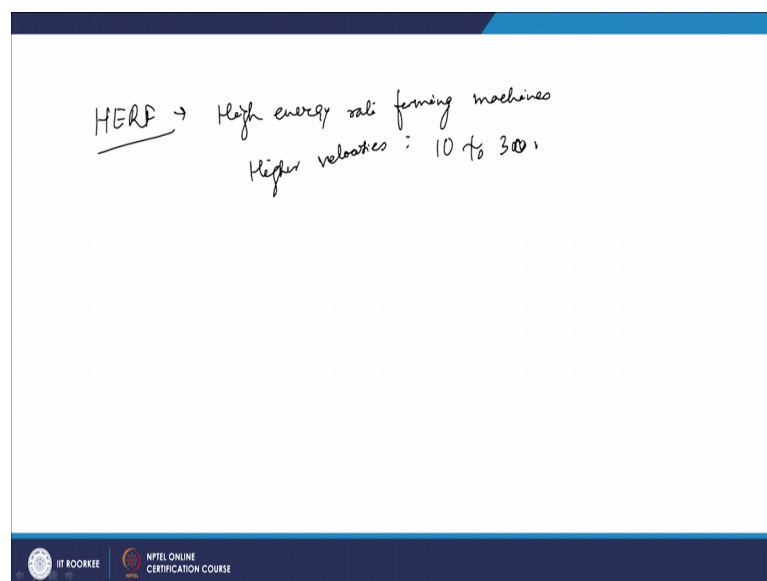 HERF → High energy rate forming machines
Higher velocities : 10 to 300
IIT ROORKEE
NPTEL ONLINE
CERTIFICATION COURSE